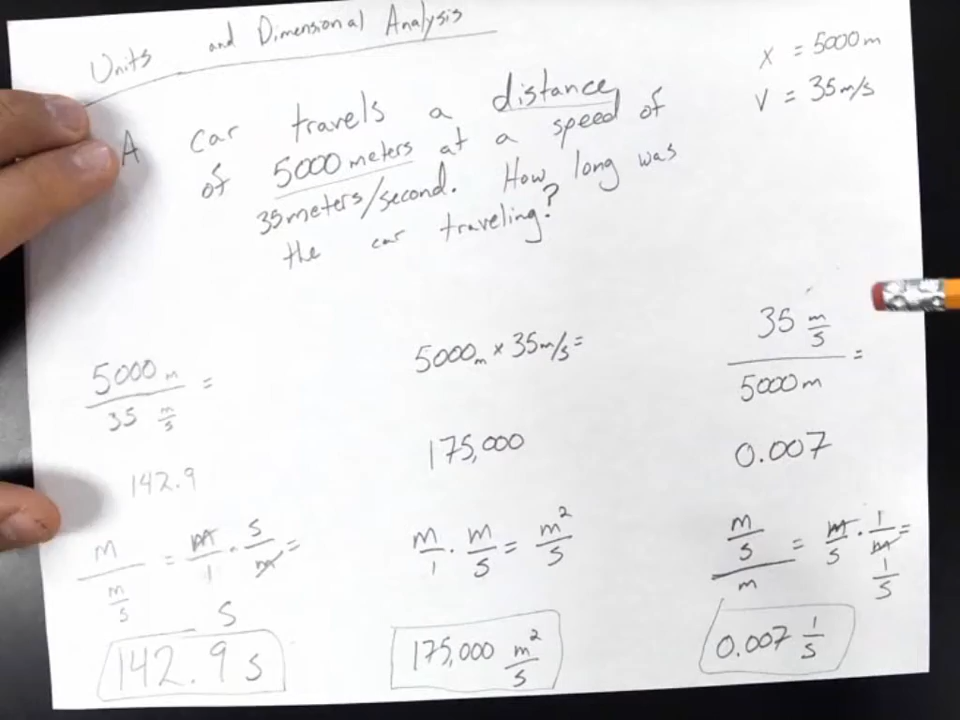 Units and Dimensional Analysis
x = 5000 m
v = 35 m/s
A car travels a distance
of 5000 meters at a speed of
35 meters/second. How long was
the car traveling?
5000 m / 35 m/s =
142.9
m / m/s = m/1 · s/m =
s
142.9 s
5000 m × 35 m/s =
175,000
m/1 · m/s = m²/s
175,000 m²/s
35 m/s / 5000 m =
0.007
m/s / m = m/s · 1/m =
1/s
0.007 1/s